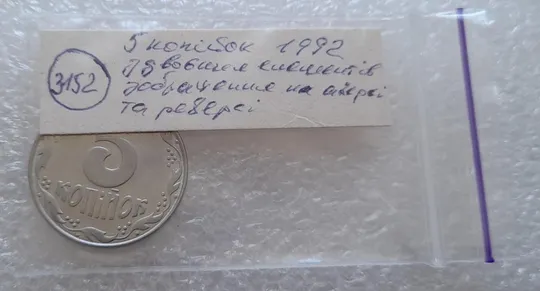 5 копійок 1992
3152
Подвоєння елементів
зображення на аверсі
та реверсі
5
КОПІЙОК